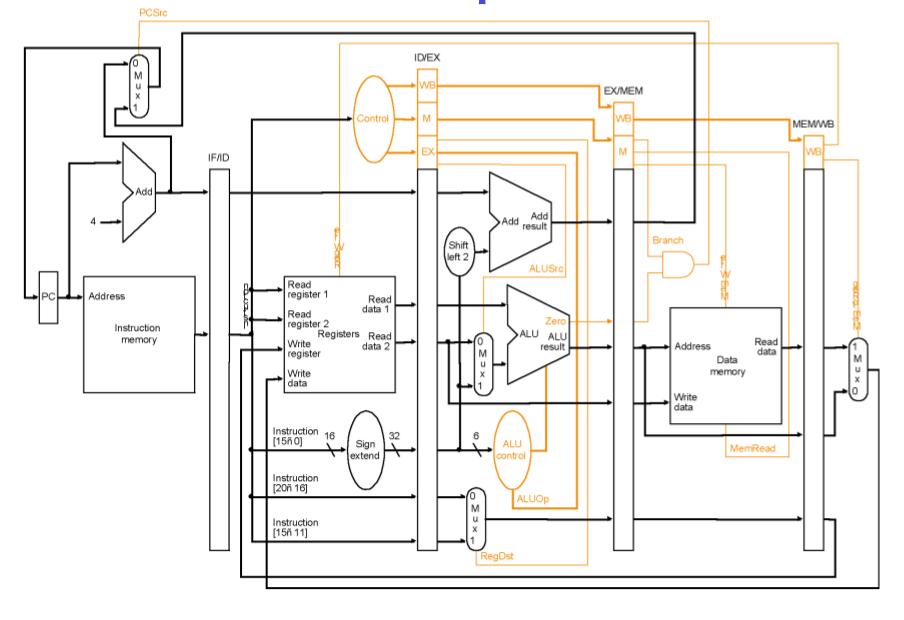 PCSrc
ID/EX
0
M
u
x
1
WB
EX/MEM
Control
M
WB
MEM/WB
EX
M
WB
IF/ID
Add
4
Add
Add
result
Shift
left 2
Branch
ALUSrc
PC
Address
Instruction
memory
Read
register 1
Read
data 1
Read
register 2
Registers
Read
data 2
Write
register
Write
data
Zero
ALU
ALU
result
0
M
u
x
1
Address
Read
data
Data
memory
Write
data
1
M
u
x
0
Instruction
[15ñ 0]
16
Sign
extend
32
6
ALU
control
MemRead
Instruction
[20ñ 16]
ALUOp
0
M
u
x
1
Instruction
[15ñ 11]
RegDst